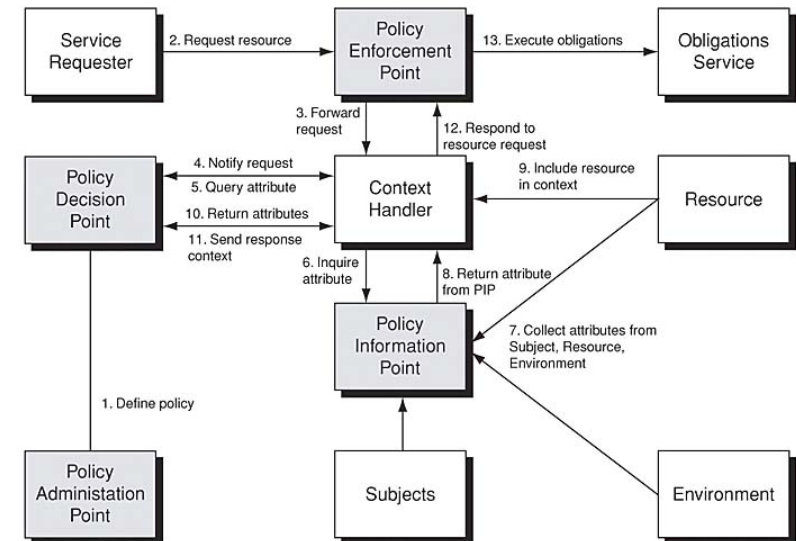 Service
Requester
2. Request resource
Policy
Enforcement
Point
13. Execute obligations
Obligations
Service
3. Forward
request
12. Respond to
resource request
Policy
Decision
Point
4. Notify request
5. Query attribute
10. Return attributes
11. Send response
context
Context
Handler
9. Include resource
in context
Resource
6. Inquire
attribute
8. Return attribute
from PIP
Policy
Information
Point
7. Collect attributes from
Subject, Resource,
Environment
1. Define policy
Policy
Administation
Point
Subjects
Environment